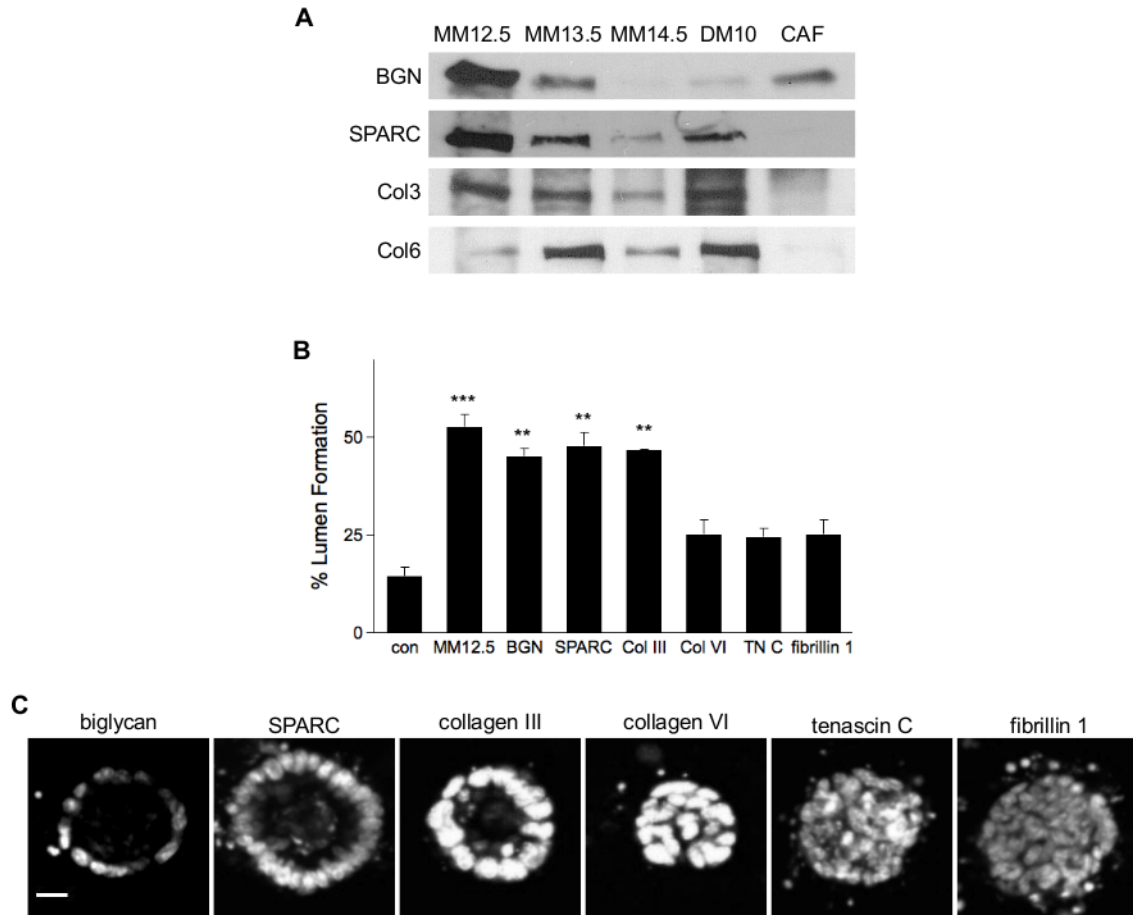 A
MM12.5 MM13.5 MM14.5 DM10 CAF
BGN
SPARC
Col3
Col6
B
% Lumen Formation
50
25
0
*** ** ** **
con MM12.5 BGN SPARC Col III Col VI TN C fibrillin 1
C
biglycan SPARC collagen III collagen VI tenascin C fibrillin 1